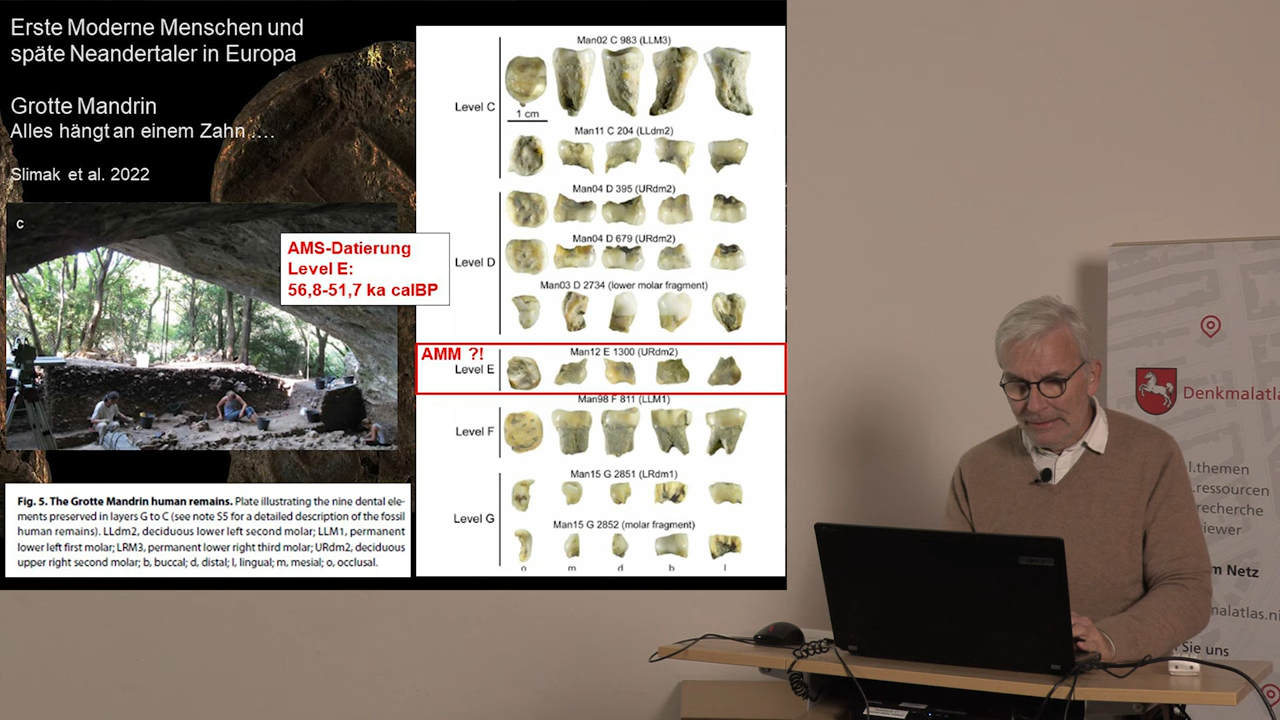 Erste Moderne Menschen und
späte Neandertaler in Europa
Grotte Mandrin
Alles hängt an einem Zahn ....
Slimak et al. 2022
C
AMS-Datierung
Level E:
56,8-51,7 ka calBP
Fig. 5. The Grotte Mandrin human remains. Plate illustrating the nine dental ele-
ments preserved in layers G to C (see note S5 for a detailed description of the fossil
human remains). LLdm2, deciduous lower left second molar; LLM1, permanent
lower left first molar; LRM3, permanent lower right third molar; URdm2, deciduous
upper right second molar; b, buccal; d, distal; l, lingual; m, mesial; o, occlusal.
Man02 C 983 (LLM3)
Level C
1 cm
Man11 C 204 (LLdm2)
Man04 D 395 (URdm2)
Man04 D 679 (URdm2)
Level D
Man03 D 2734 (lower molar fragment)
AMM ?!
Man12 E 1300 (URdm2)
Level E
Man98 F 811 (LLM1)
Level F
Man15 G 2851 (LRdm1)
Level G
Man15 G 2852 (molar fragment)
o m d b l
Denkmalatlas
l.themen
.ressourcen
recherche
iewer
m Netz
malatlas.ni
Sie uns